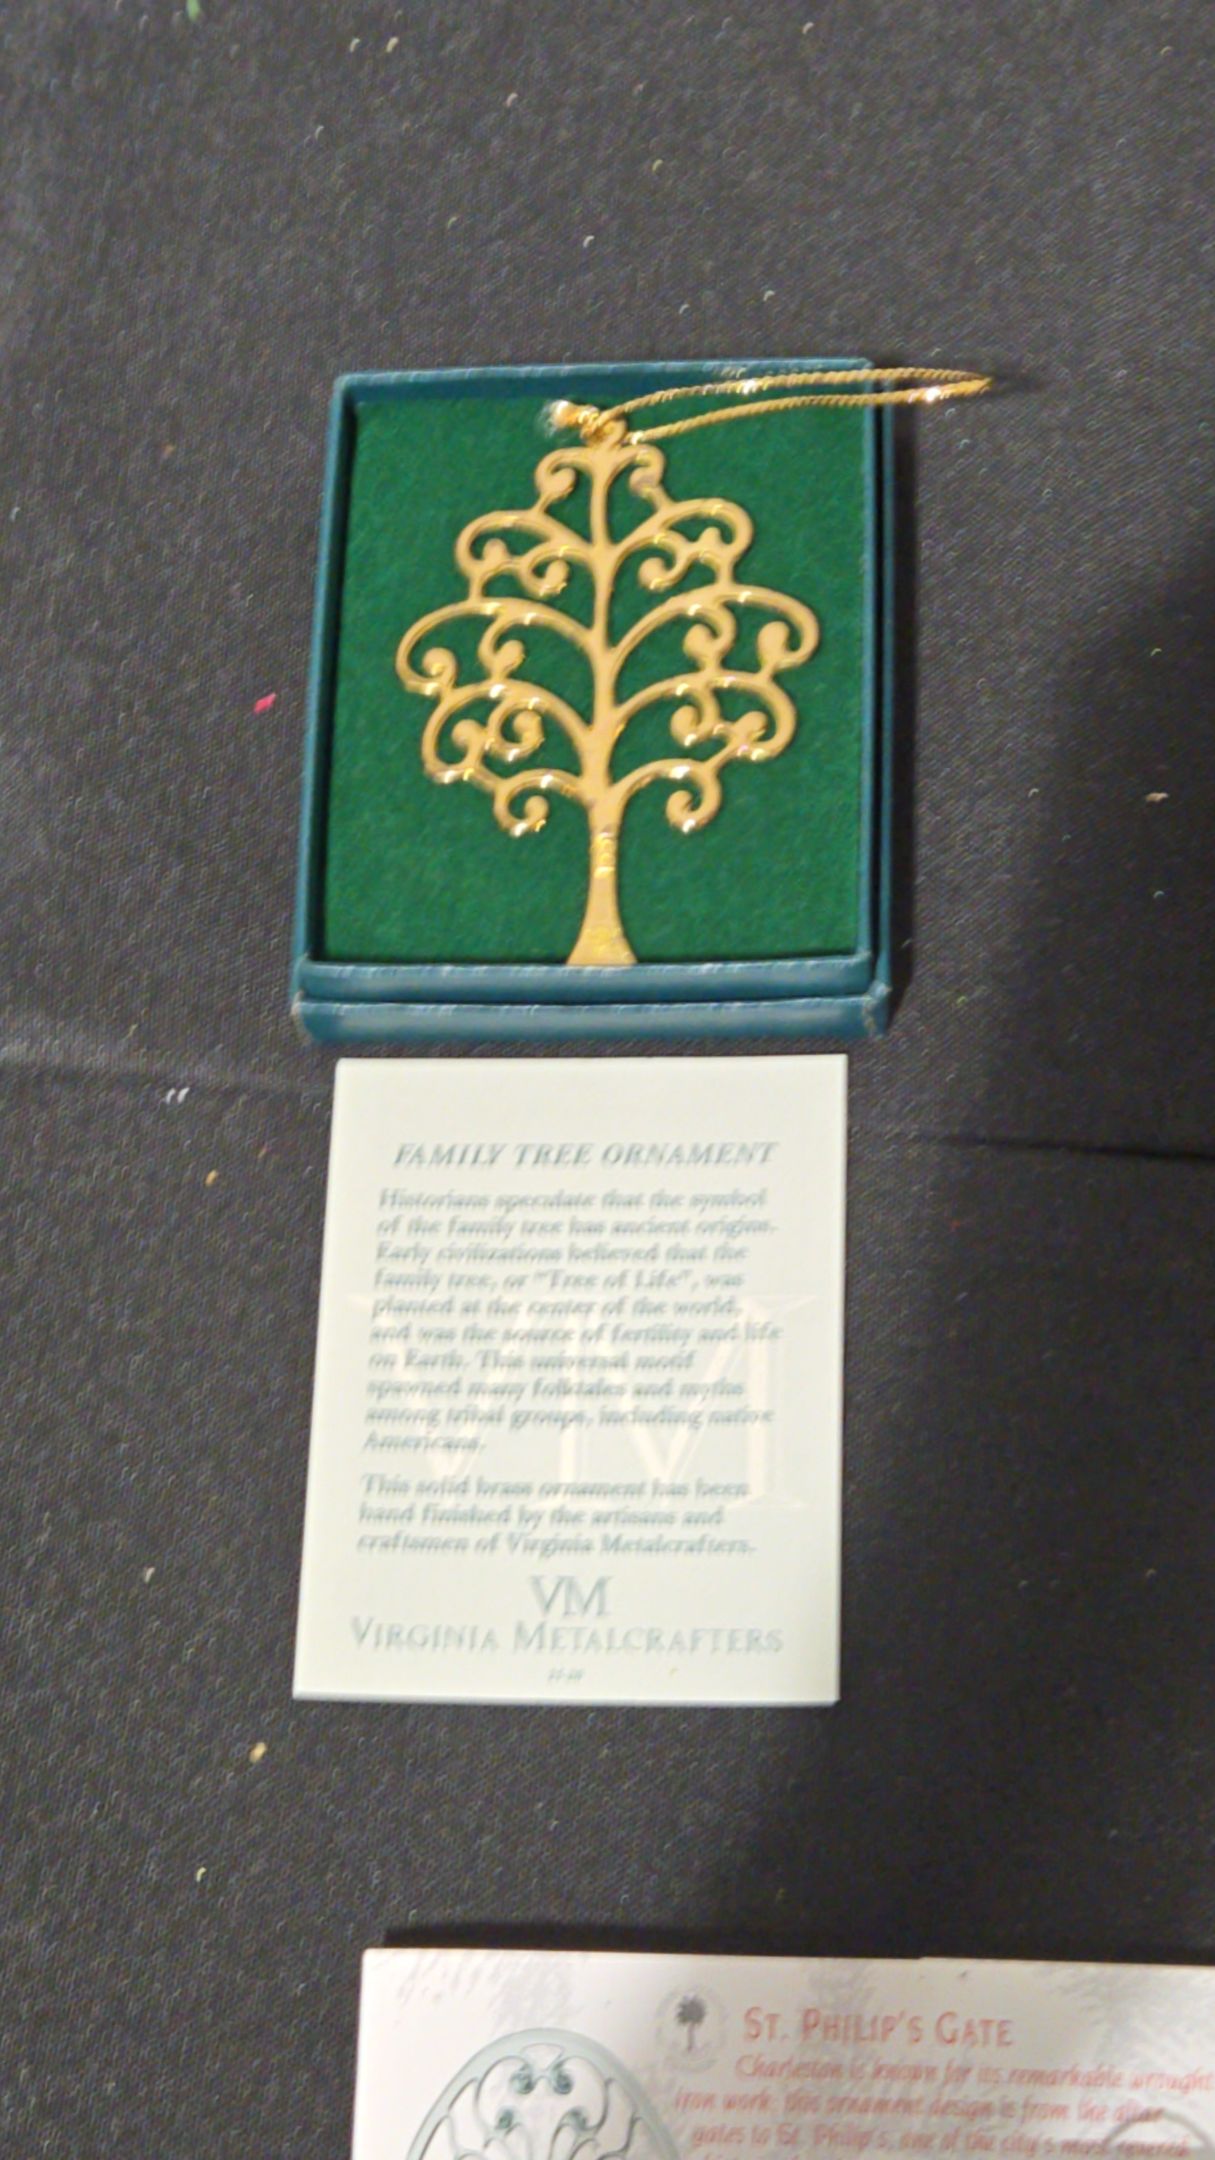 FAMILY TREE ORNAMENT
Historians speculate that the symbol
of the family tree has ancient origins.
Early civilizations believed that the
family tree, or "Tree of Life", was
planted at the center of the world,
and was the source of fertility and life
on Earth. This universal motif
spawned many folktales and myths
among tribal groups, including native
Americans.
This solid brass ornament has been
hand finished by the artisans and
craftsmen of Virginia Metalcrafters.
VM
VIRGINIA METALCRAFTERS
ST. PHILIP'S GATE
Charleston is known for its remarkable wrought
iron work; this ornament design is from the altar
gates to St. Philip's, one of the city's most revered